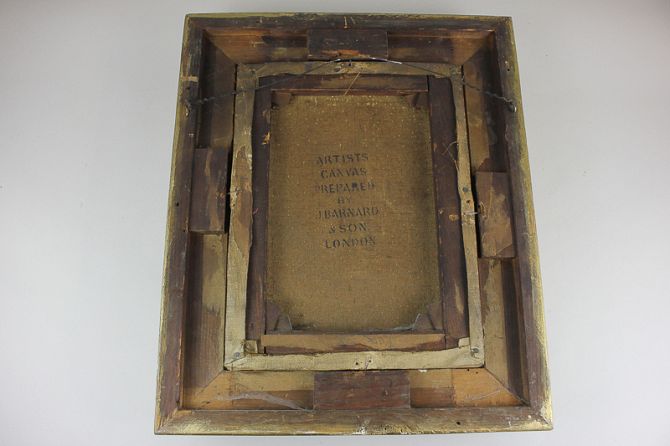 ARTISTS
CANVAS
PREPARED
BY
J.BARNARD
& SON
LONDON